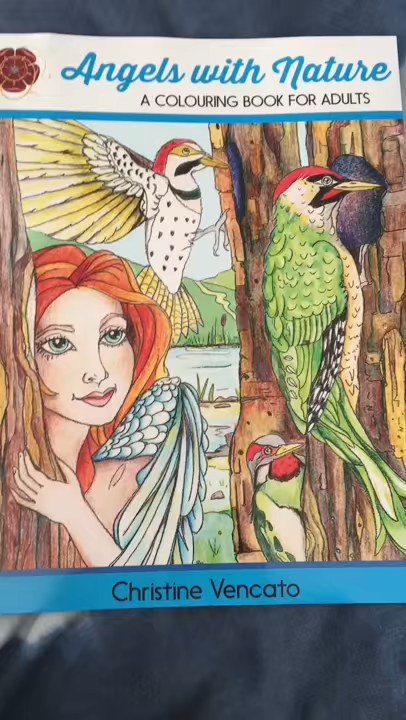 Angels with Nature
A COLOURING BOOK FOR ADULTS
Christine Vencato